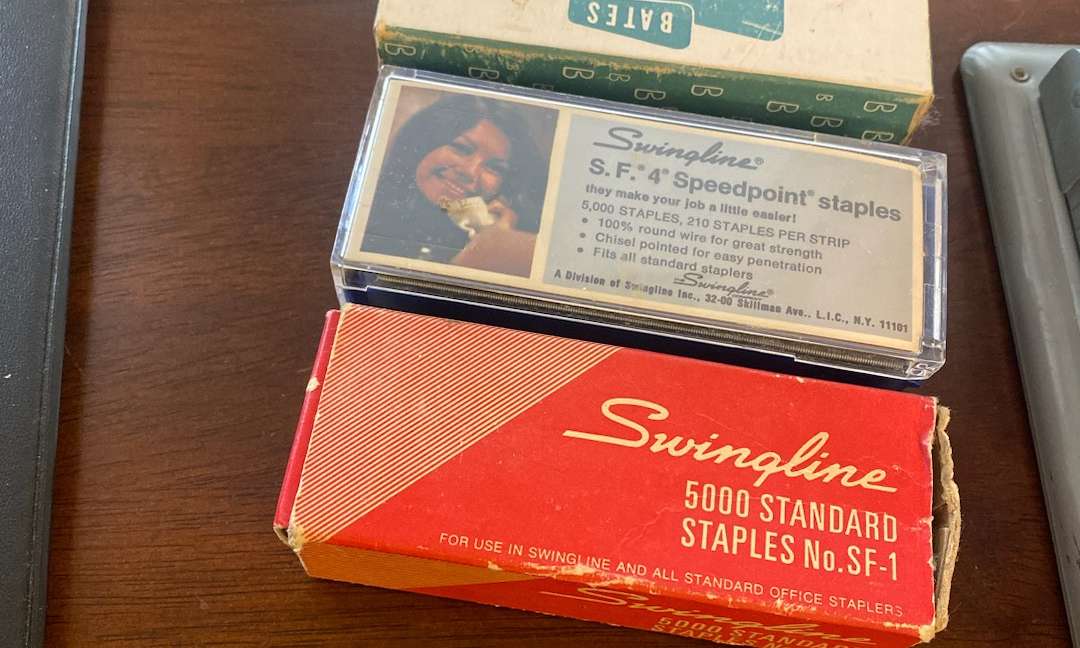 BATES
B B B B B B B B B B B
Swingline®
S.F.® 4® Speedpoint® staples
they make your job a little easier!
5,000 STAPLES, 210 STAPLES PER STRIP
• 100% round wire for great strength
• Chisel pointed for easy penetration
• Fits all standard staplers
Swingline®
A Division of Swingline Inc., 32-00 Skillman Ave., L.I.C., N.Y. 11101
Swingline®
5000 STANDARD
STAPLES No. SF-1
FOR USE IN SWINGLINE AND ALL STANDARD OFFICE STAPLERS
Swingline
5000 STANDARD
STAPLES